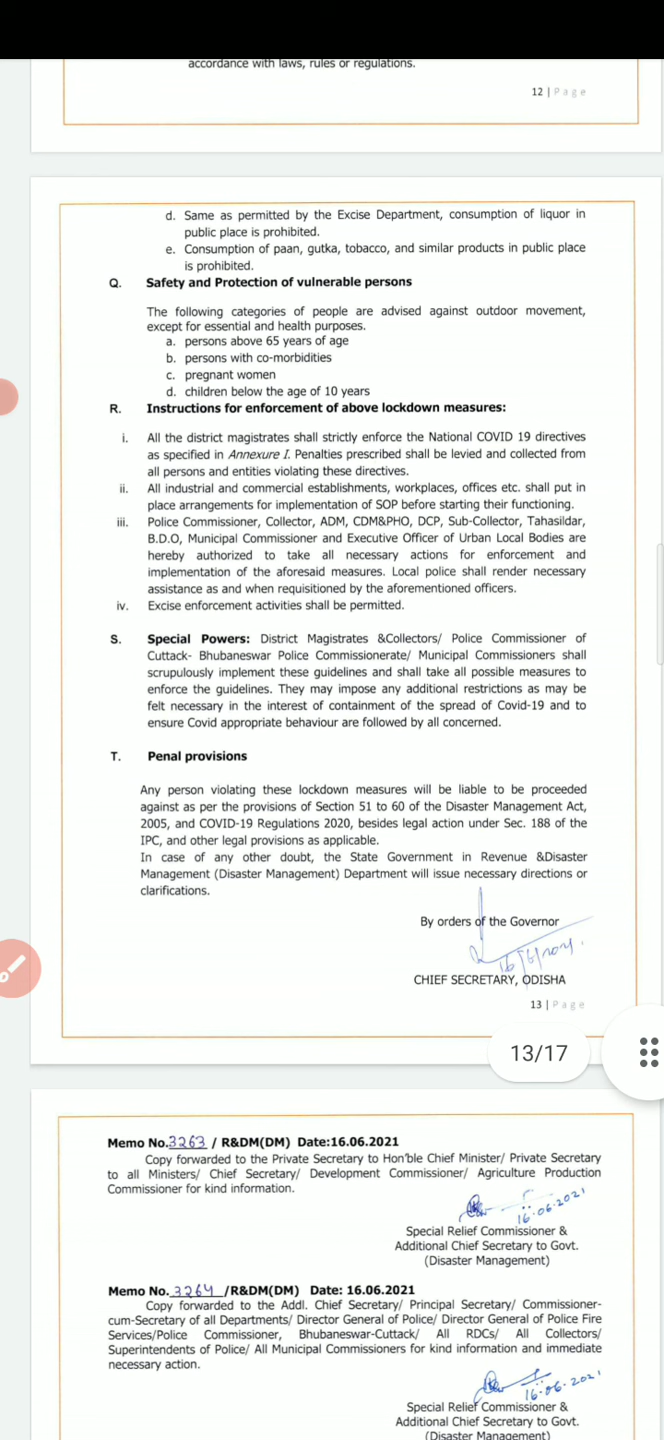 accordance with laws, rules or regulations.
12 | Page
d. Same as permitted by the Excise Department, consumption of liquor in
public place is prohibited.
e. Consumption of paan, gutka, tobacco, and similar products in public place
is prohibited.
Q. Safety and Protection of vulnerable persons
The following categories of people are advised against outdoor movement,
except for essential and health purposes.
a. persons above 65 years of age
b. persons with co-morbidities
c. pregnant women
d. children below the age of 10 years
R. Instructions for enforcement of above lockdown measures:
i. All the district magistrates shall strictly enforce the National COVID 19 directives
as specified in Annexure I. Penalties prescribed shall be levied and collected from
all persons and entities violating these directives.
ii. All industrial and commercial establishments, workplaces, offices etc. shall put in
place arrangements for implementation of SOP before starting their functioning.
iii. Police Commissioner, Collector, ADM, CDM&PHO, DCP, Sub-Collector, Tahasildar,
B.D.O, Municipal Commissioner and Executive Officer of Urban Local Bodies are
hereby authorized to take all necessary actions for enforcement and
implementation of the aforesaid measures. Local police shall render necessary
assistance as and when requisitioned by the aforementioned officers.
iv. Excise enforcement activities shall be permitted.
S. Special Powers: District Magistrates &Collectors/ Police Commissioner of
Cuttack- Bhubaneswar Police Commissionerate/ Municipal Commissioners shall
scrupulously implement these guidelines and shall take all possible measures to
enforce the guidelines. They may impose any additional restrictions as may be
felt necessary in the interest of containment of the spread of Covid-19 and to
ensure Covid appropriate behaviour are followed by all concerned.
T. Penal provisions
Any person violating these lockdown measures will be liable to be proceeded
against as per the provisions of Section 51 to 60 of the Disaster Management Act,
2005, and COVID-19 Regulations 2020, besides legal action under Sec. 188 of the
IPC, and other legal provisions as applicable.
In case of any other doubt, the State Government in Revenue &Disaster
Management (Disaster Management) Department will issue necessary directions or
clarifications.
By orders of the Governor
16/6/2021.
CHIEF SECRETARY, ODISHA
13 | Page
13/17
Memo No.3263 / R&DM(DM) Date:16.06.2021
Copy forwarded to the Private Secretary to Hon'ble Chief Minister/ Private Secretary
to all Ministers/ Chief Secretary/ Development Commissioner/ Agriculture Production
Commissioner for kind information.
16.06.2021
Special Relief Commissioner &
Additional Chief Secretary to Govt.
(Disaster Management)
Memo No. 3264 /R&DM(DM) Date: 16.06.2021
Copy forwarded to the Addl. Chief Secretary/ Principal Secretary/ Commissioner-
cum-Secretary of all Departments/ Director General of Police/ Director General of Police Fire
Services/Police Commissioner, Bhubaneswar-Cuttack/ All RDCs/ All Collectors/
Superintendents of Police/ All Municipal Commissioners for kind information and immediate
necessary action.
16.06.2021
Special Relief Commissioner &
Additional Chief Secretary to Govt.
(Disaster Management)